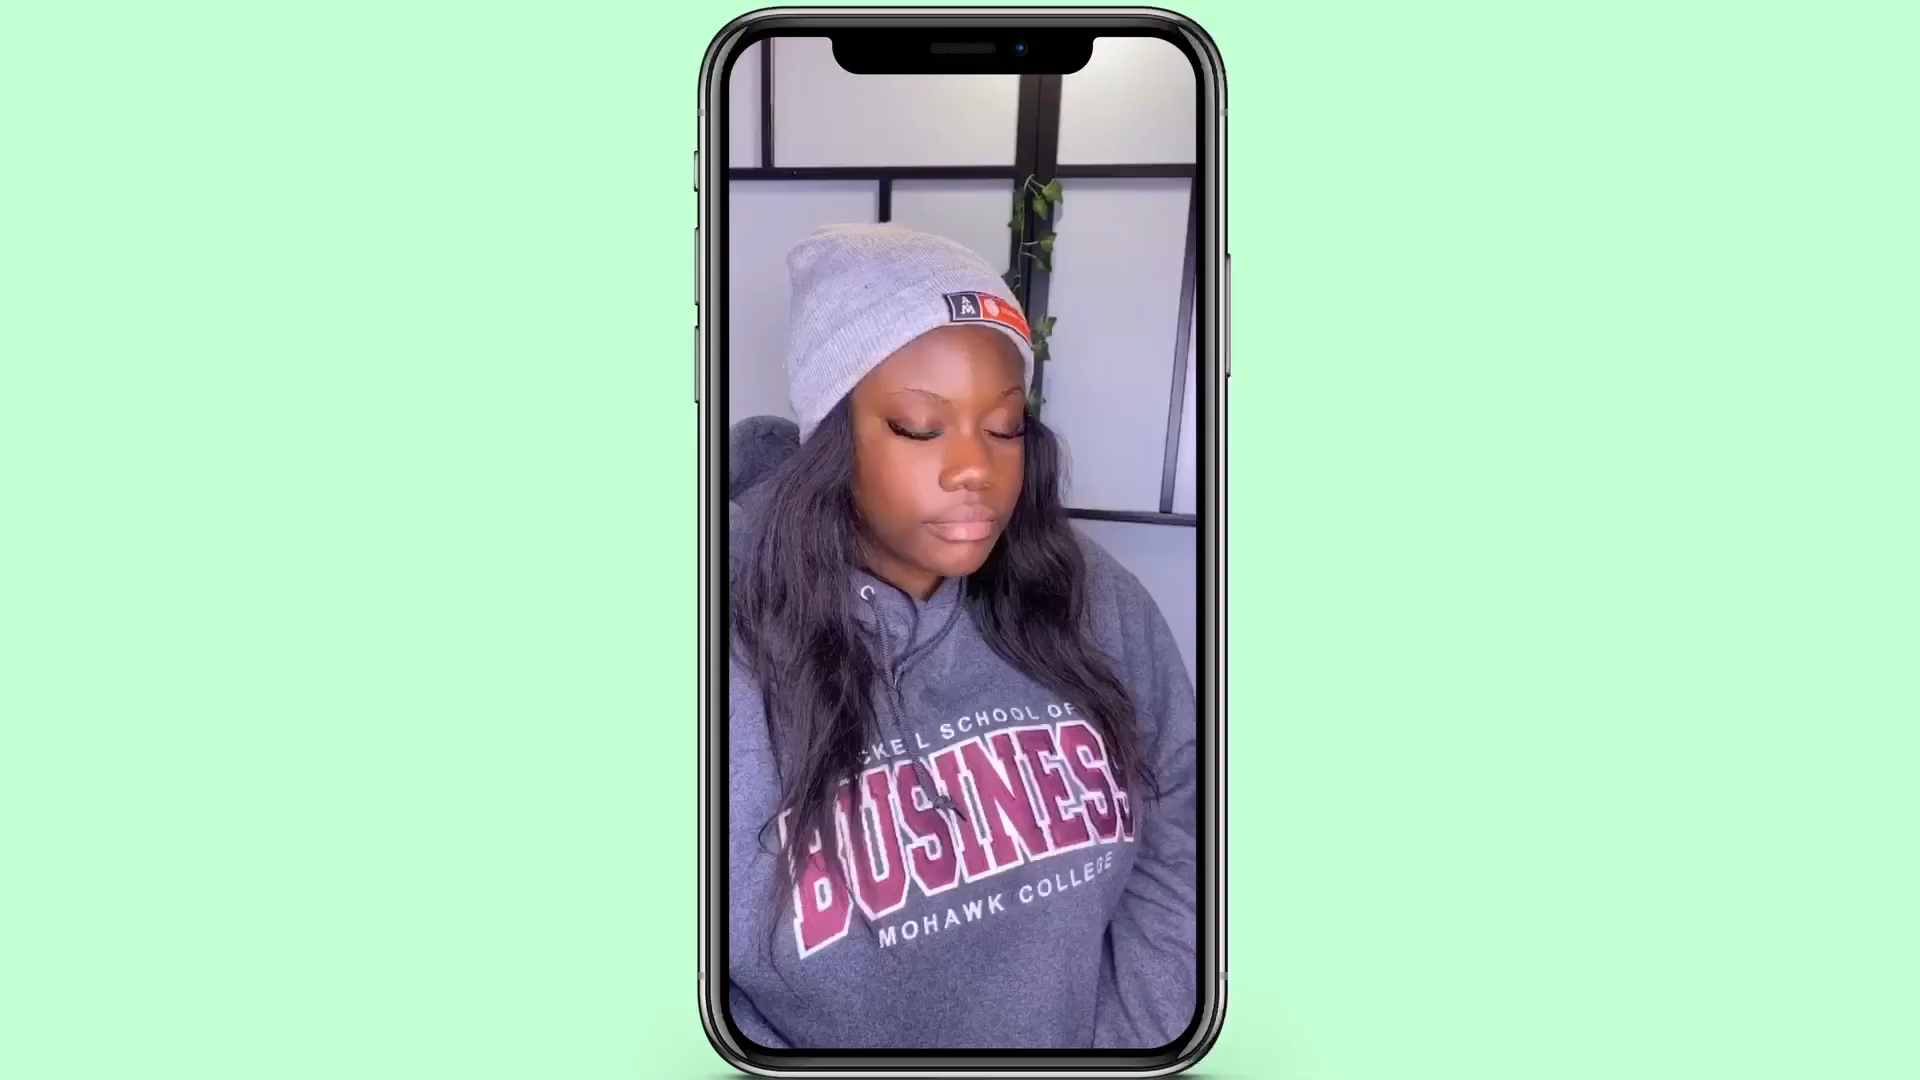 A
M
SCHOOL OF
BUSINESS
MOHAWK COLLEGE